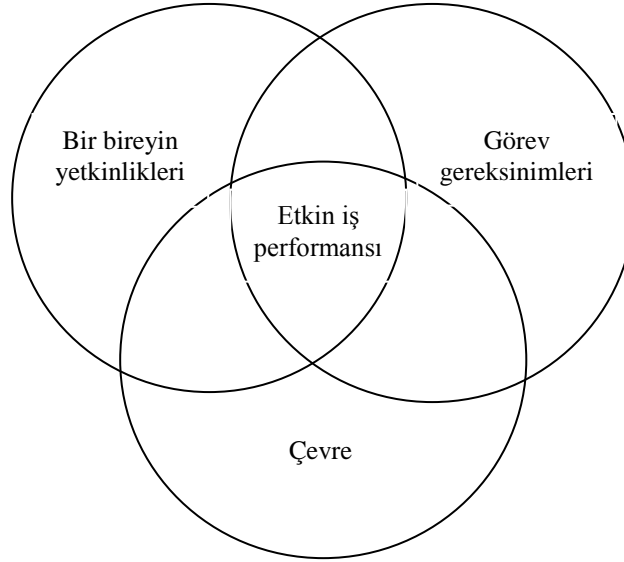 Bir bireyin
yetkinlikleri
Görev
gereksinimleri
Etkin iş
performansı
Çevre